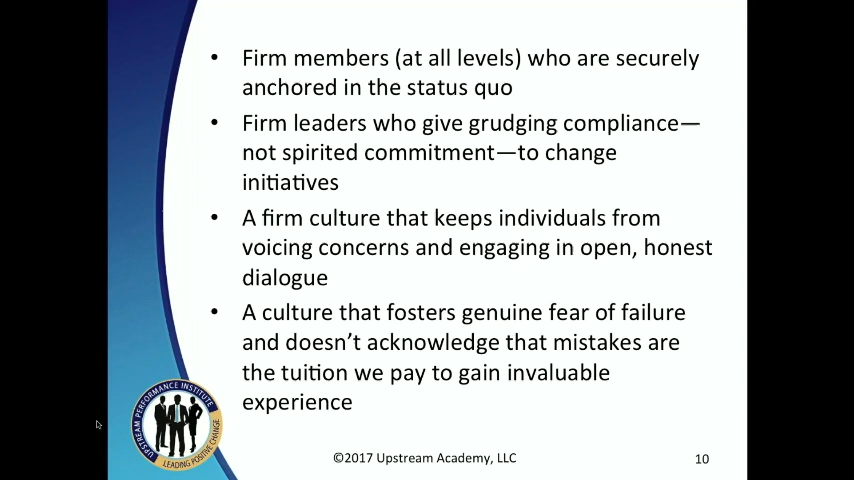 • Firm members (at all levels) who are securely
anchored in the status quo
• Firm leaders who give grudging compliance—
not spirited commitment—to change
initiatives
• A firm culture that keeps individuals from
voicing concerns and engaging in open, honest
dialogue
• A culture that fosters genuine fear of failure
and doesn’t acknowledge that mistakes are
the tuition we pay to gain invaluable
experience
UPSTREAM PERFORMANCE INSTITUTE
LEADING POSITIVE CHANGE
©2017 Upstream Academy, LLC
10